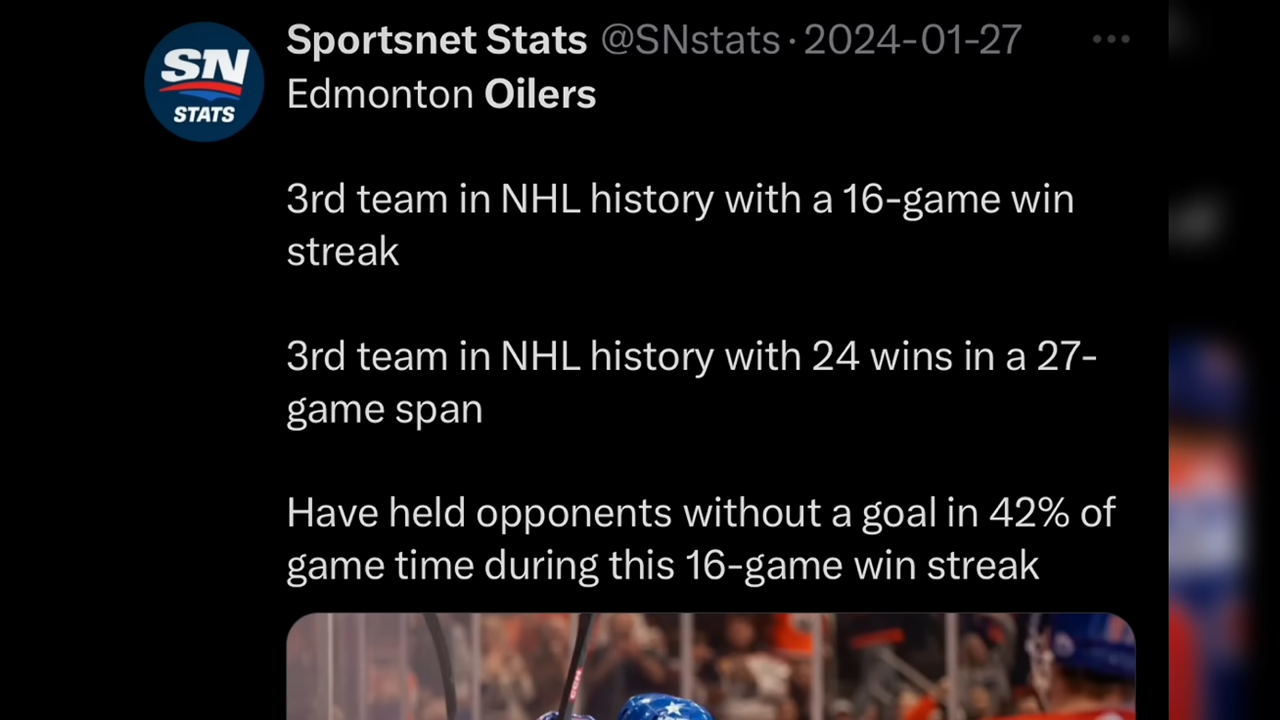 SN
STATS
Sportsnet Stats @SNstats · 2024-01-27
Edmonton Oilers
3rd team in NHL history with a 16-game win
streak
3rd team in NHL history with 24 wins in a 27-
game span
Have held opponents without a goal in 42% of
game time during this 16-game win streak